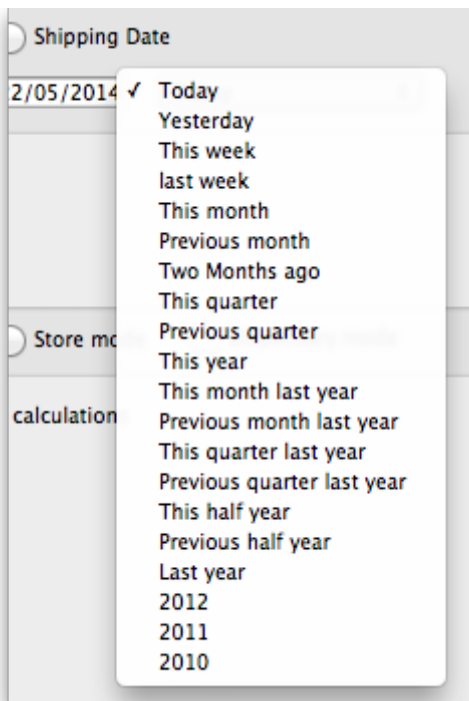 Shipping Date
2/05/2014 ✓ Today
Yesterday
This week
last week
This month
Previous month
Two Months ago
This quarter
Previous quarter
Store
This year
This month last year
calculation
Previous month last year
This quarter last year
Previous quarter last year
This half year
Previous half year
Last year
2012
2011
2010